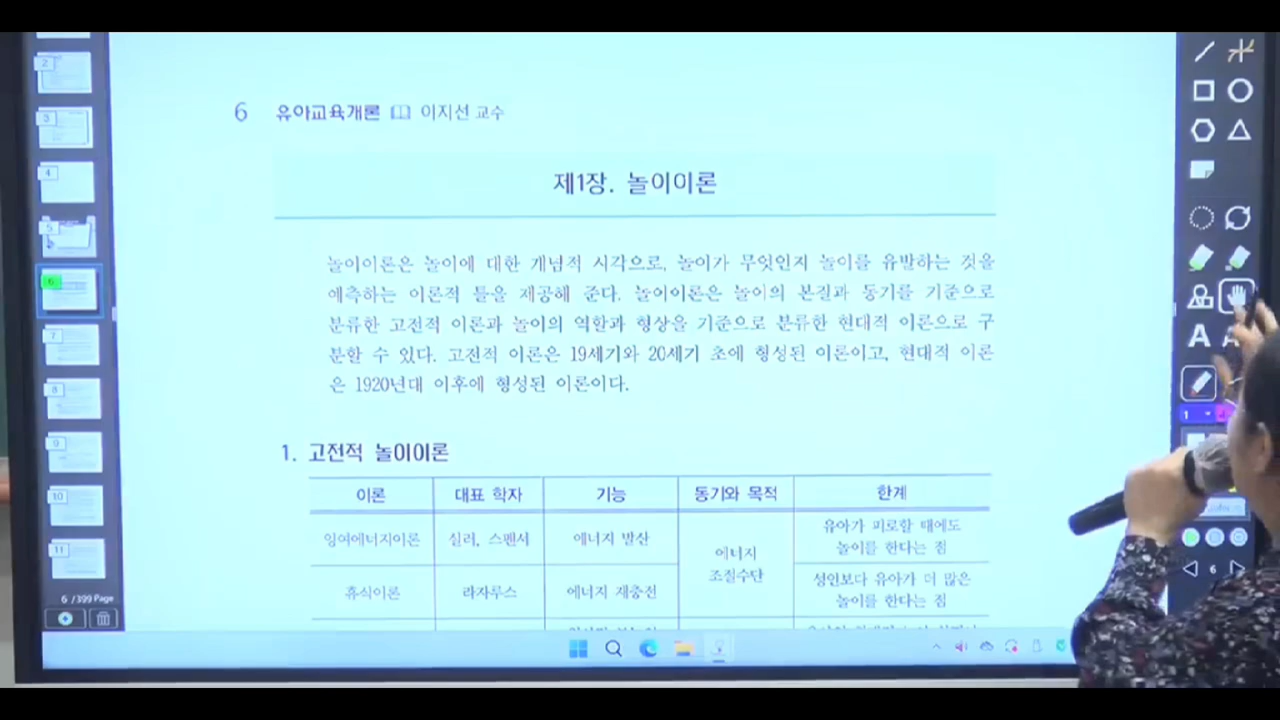 2
3
4
5
6
7
8
9
10
11
6 /399 Page
6 유아교육개론 이지선 교수
제1장. 놀이이론
놀이이론은 놀이에 대한 개념적 시각으로, 놀이가 무엇인지 놀이를 유발하는 것을
예측하는 이론적 틀을 제공해 준다. 놀이이론은 놀이의 본질과 동기를 기준으로
분류한 고전적 이론과 놀이의 역할과 형상을 기준으로 분류한 현대적 이론으로 구
분할 수 있다. 고전적 이론은 19세기와 20세기 초에 형성된 이론이고, 현대적 이론
은 1920년대 이후에 형성된 이론이다.
1. 고전적 놀이이론
이론 대표 학자 기능 동기와 목적 한계
잉여에너지이론 실러, 스펜서 에너지 발산 에너지 조절수단 유아가 피로할 때에도
놀이를 한다는 점
휴식이론 라자루스 에너지 재충전 성인보다 유아가 더 많은
놀이를 한다는 점
A
1
6